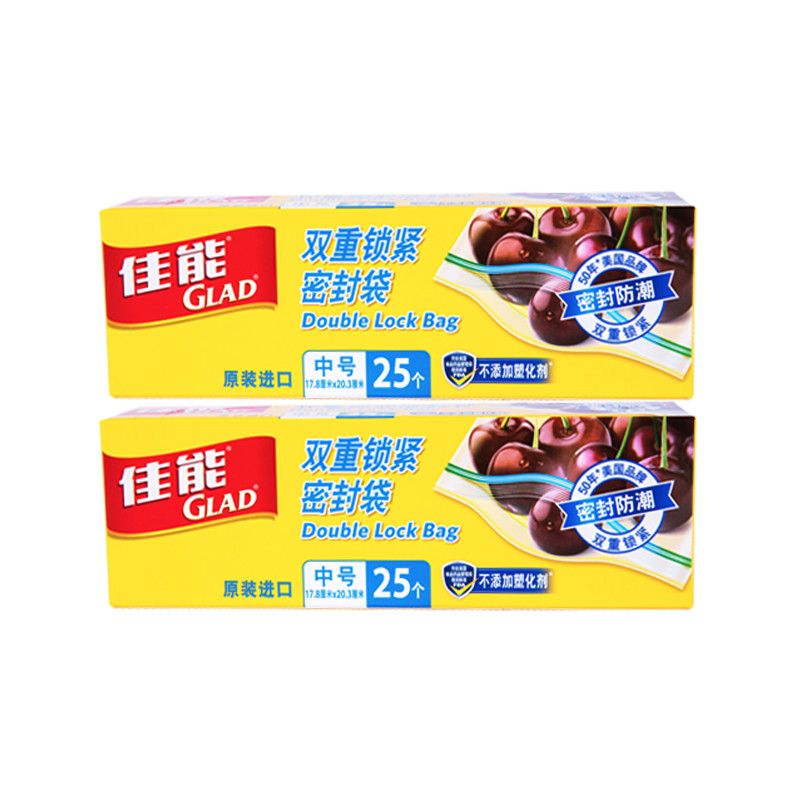 佳能®
GLAD®
双重锁紧
密封袋
Double Lock Bag
原装进口
中号
17.8厘米x20.3厘米
25个
不添加塑化剂*
50年*美国品牌
密封防潮
双重锁紧
佳能®
GLAD®
双重锁紧
密封袋
Double Lock Bag
原装进口
中号
17.8厘米x20.3厘米
25个
不添加塑化剂*
50年*美国品牌
密封防潮
双重锁紧